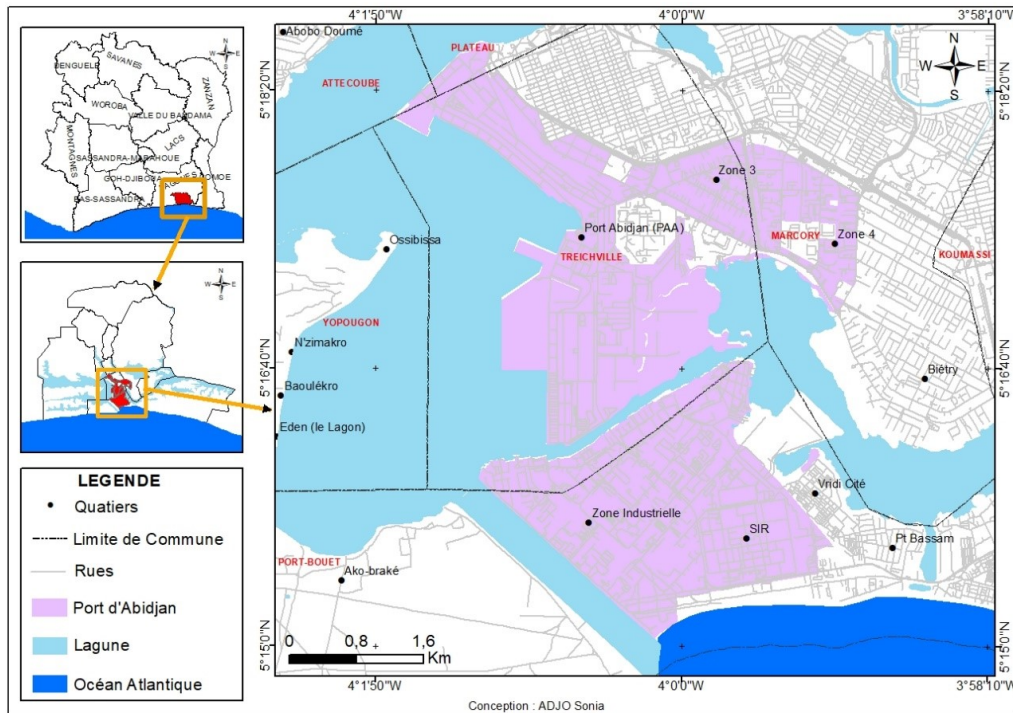 DENGUELE
SAVANES
ZANZAN
WOROBA
VALLE DU BANDAMA
MONTAGNES
LACS
SASSANDRA-MARAHOUE
GOH-DJIBOUA
BAS-SASSANDRA
N
W
E
S
N
W
E
S
LEGENDE
Quatiers
Limite de Commune
Rues
Port d'Abidjan
Lagune
Océan Atlantique
4°1'50"W
4°0'0"W
3°58'10"W
5°18'20"N
5°16'40"N
5°15'0"N
N
W
E
S
Abobo Doumé
PLATEAU
ATTECOUBE
Zone 3
Ossibissa
Port Abidjan (PAA)
MARCORY
Zone 4
TREICHVILLE
KOUMASSI
YOPOUGON
N'zimakro
Baoulékro
Biétry
Eden (le Lagon)
Vridi Cité
Zone Industrielle
SIR
Pt Bassam
PORT-BOUET
Ako-braké
0 0,8 1,6
Km
5°18'20"N
5°16'40"N
5°15'0"N
4°1'50"W
4°0'0"W
3°58'10"W
Conception : ADJO Sonia